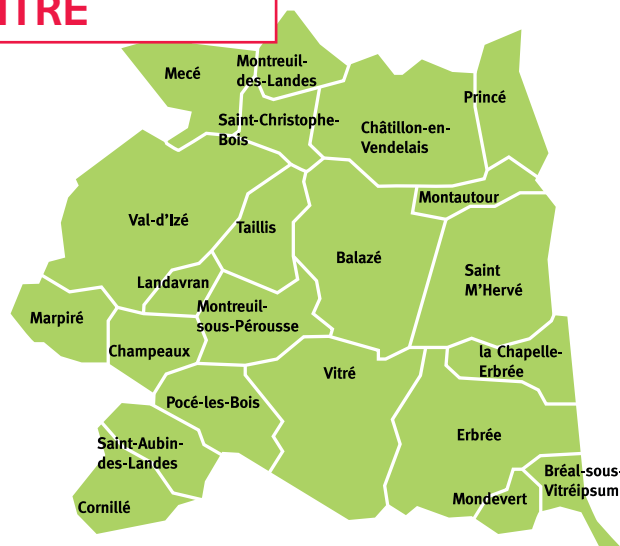 ITRE
Mecé
Montreuil-
des-Landes
Princé
Saint-Christophe-
Bois
Châtillon-en-
Vendelais
Montautour
Val-d'Izé
Taillis
Balazé
Saint
M'Hervé
Landavran
Montreuil-
sous-Pérousse
Marpiré
Champeaux
la Chapelle-
Erbrée
Vitré
Pocé-les-Bois
Erbrée
Saint-Aubin-
des-Landes
Bréal-sous-
Vitréipsum
Mondevert
Cornillé